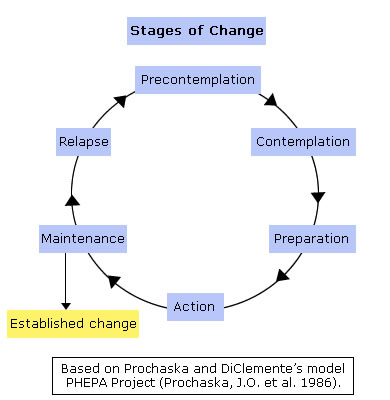 Stages of Change
Precontemplation
Contemplation
Preparation
Action
Maintenance
Relapse
Established change
Based on Prochaska and DiClemente's model
PHEPA Project (Prochaska, J.O. et al. 1986).